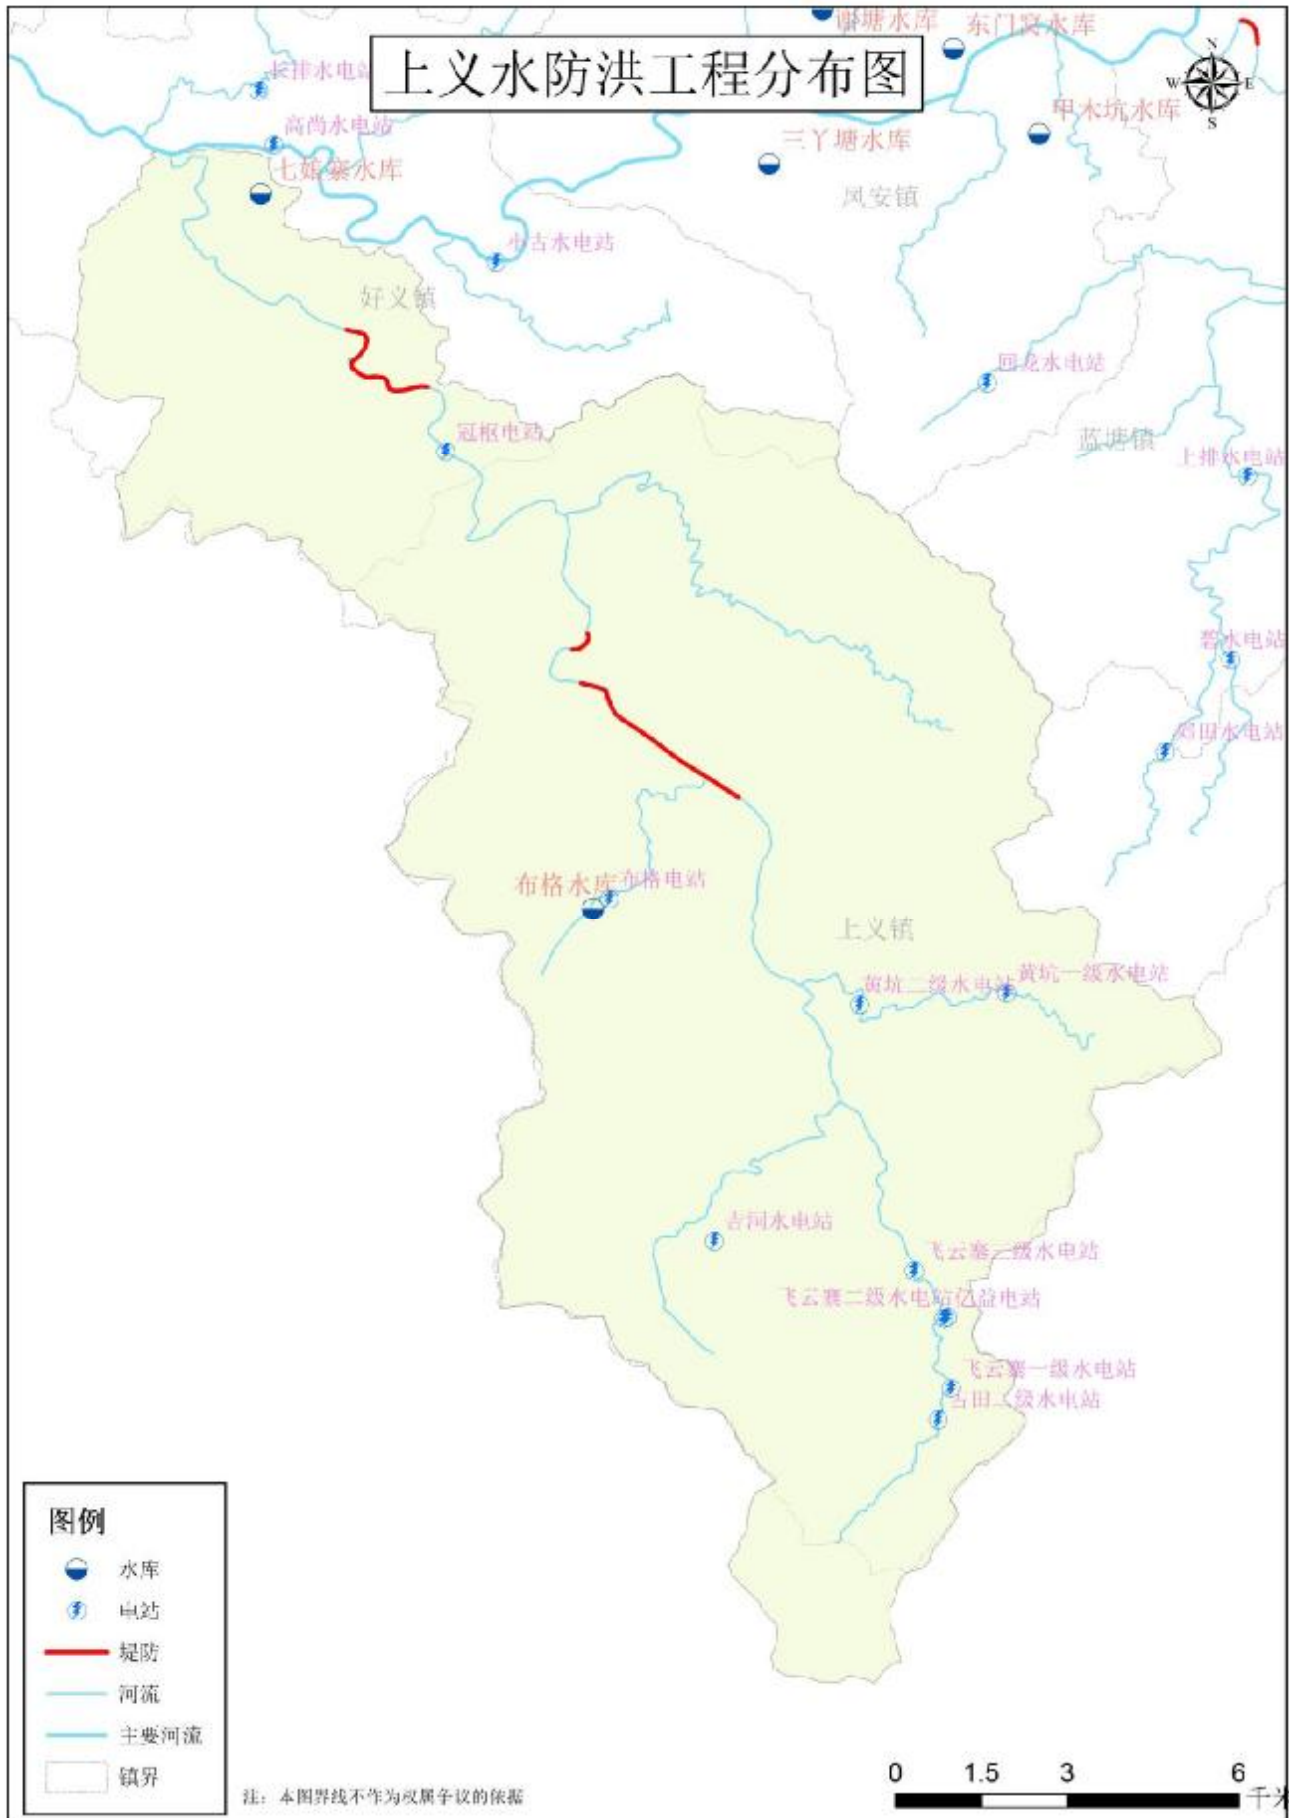 上义水防洪工程分布图
东门窝水库
N
W
E
S
长排水电站
高尚水电站
甲木坑水库
三丫塘水库
七娘寨水库
凤安镇
小古水电站
好义镇
回龙水电站
蓝塘镇
冠枢电站
上排水电站
碧水电站
布格水库
布格电站
上义镇
黄坑二级水电站
黄坑一级水电站
吉河水电站
飞云寨三级水电站
飞云寨二级水电站
亿益电站
飞云寨一级水电站
图例
水库
电站
堤防
河流
主要河流
镇界
注：本图界线不作为权属争议的依据
0 1.5 3 6
千米